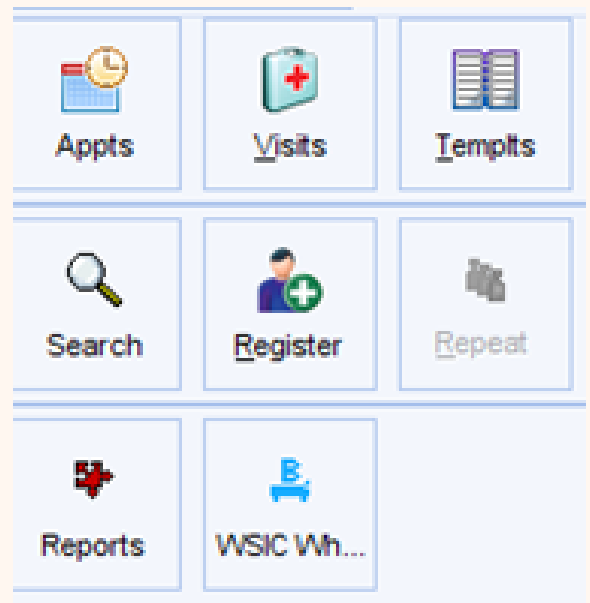 Appts Visits Templts
Search Register Repeat
B.
Reports WSIC Wh...